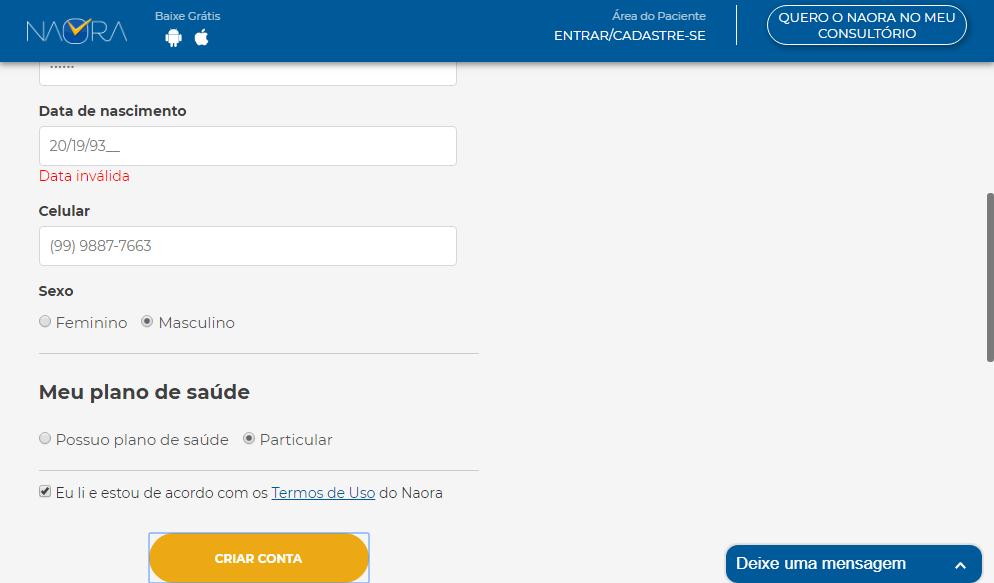 NAORA
Baixe Grátis
Área do Paciente
ENTRAR/CADASTRE-SE
QUERO O NAORA NO MEU
CONSULTÓRIO
••••••
Data de nascimento
20/19/93__
Data inválida
Celular
(99) 9887-7663
Sexo
Feminino Masculino
Meu plano de saúde
Possuo plano de saúde Particular
Eu li e estou de acordo com os Termos de Uso do Naora
CRIAR CONTA
Deixe uma mensagem